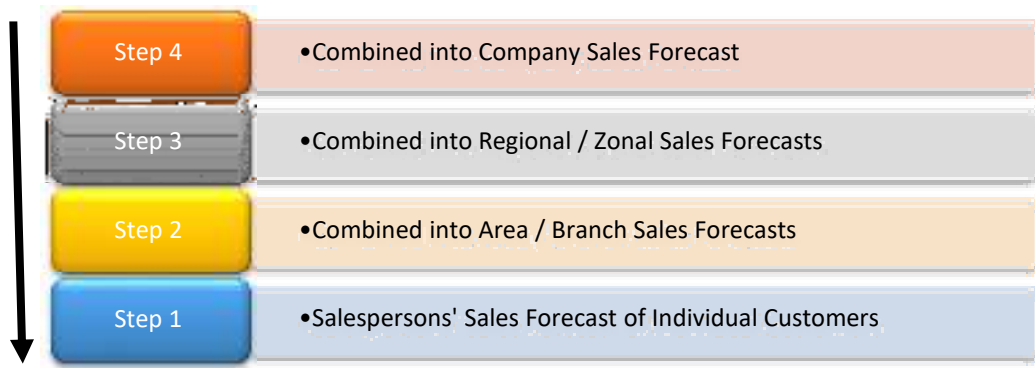 Step 4
•Combined into Company Sales Forecast
Step 3
•Combined into Regional / Zonal Sales Forecasts
Step 2
•Combined into Area / Branch Sales Forecasts
Step 1
•Salespersons' Sales Forecast of Individual Customers